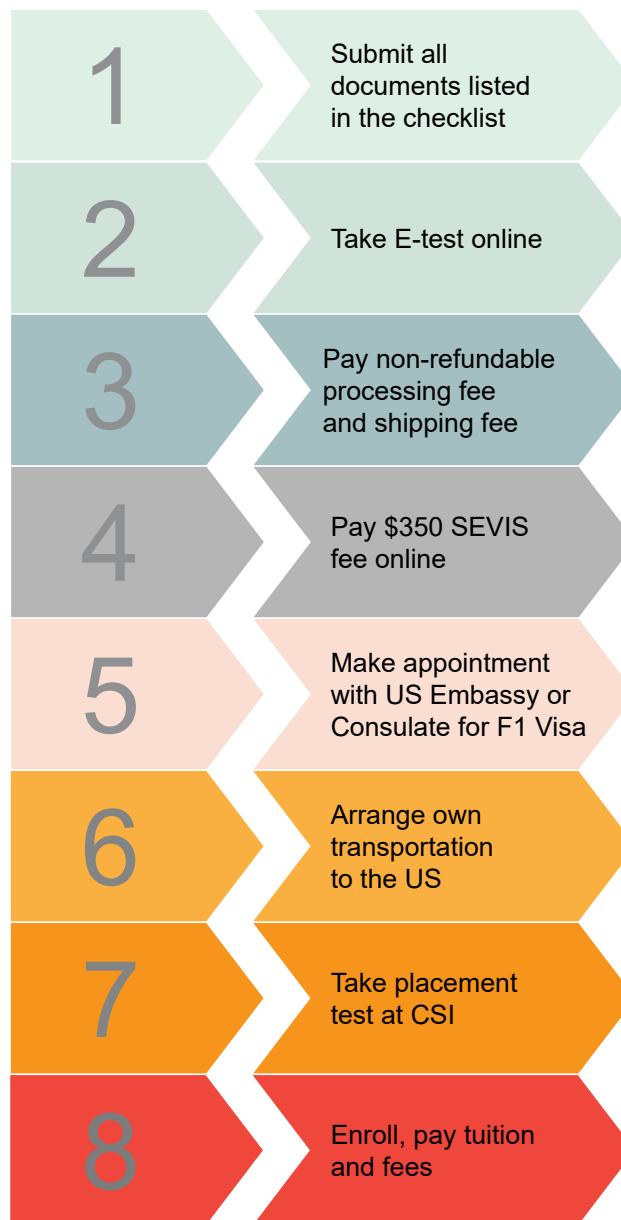 1
Submit all
documents listed
in the checklist
2
Take E-test online
3
Pay non-refundable
processing fee
and shipping fee
4
Pay $350 SEVIS
fee online
5
Make appointment
with US Embassy or
Consulate for F1 Visa
6
Arrange own
transportation
to the US
7
Take placement
test at CSI
8
Enroll, pay tuition
and fees